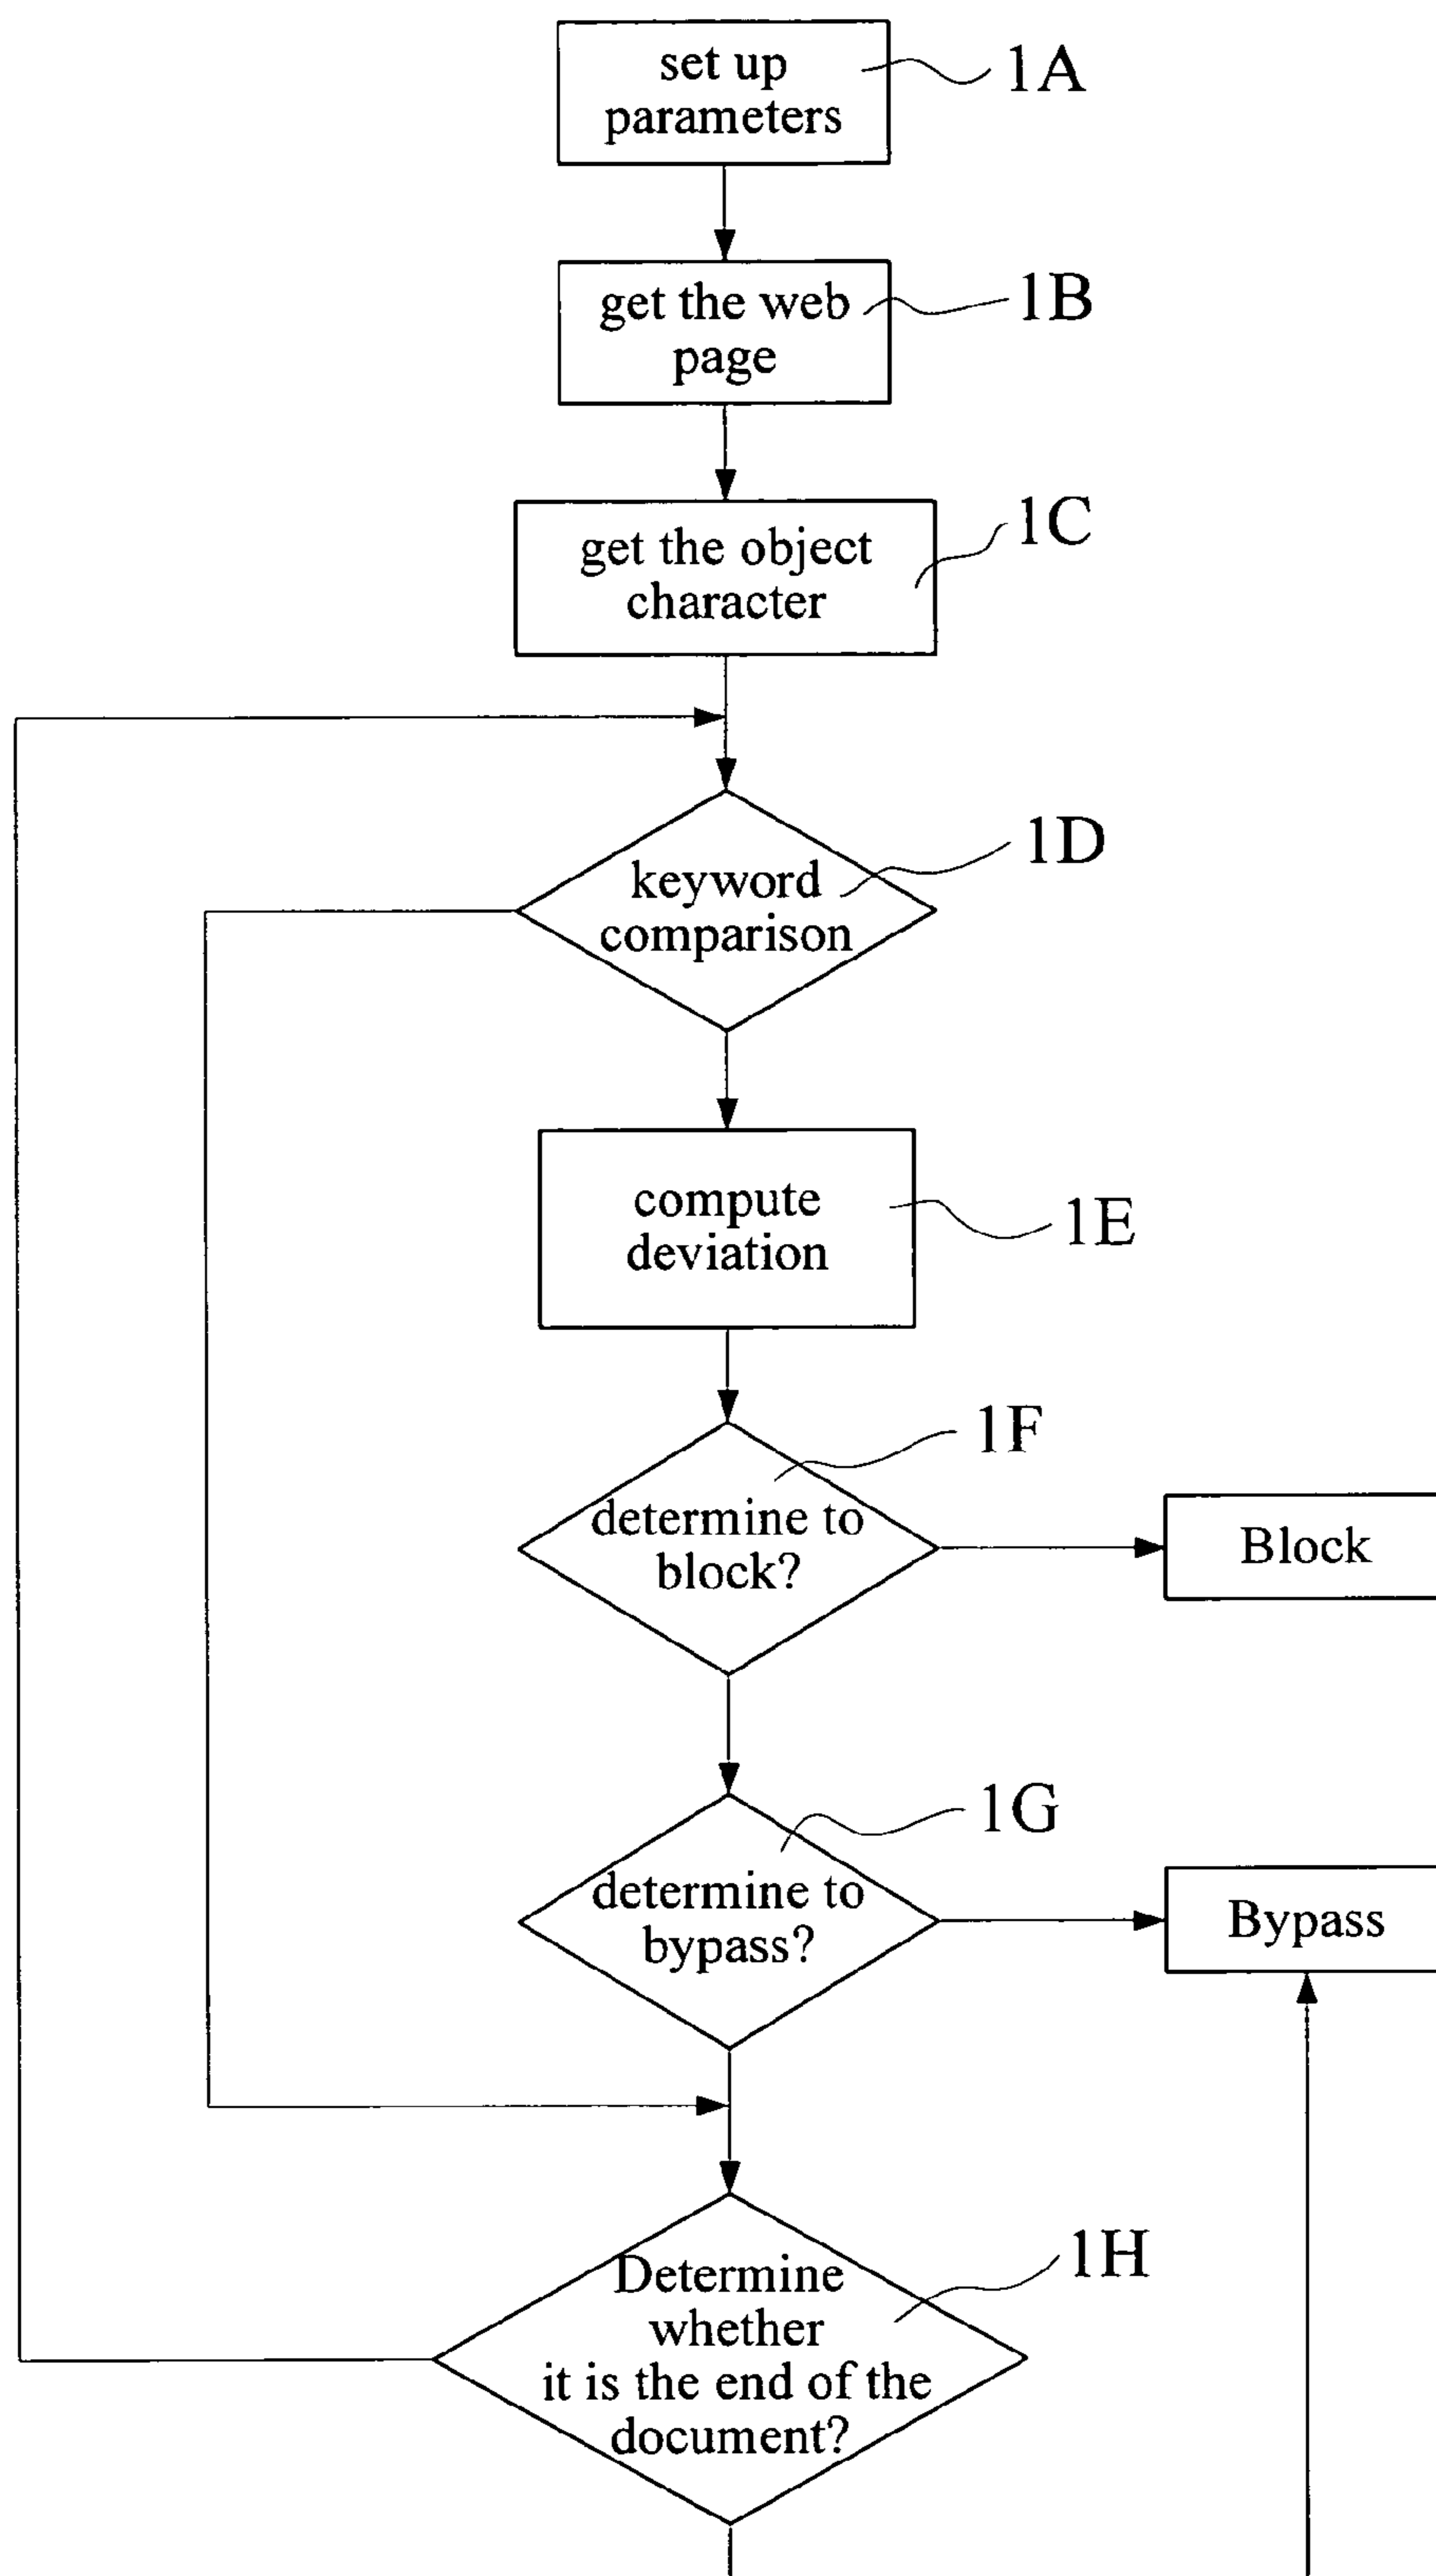 set up
parameters
1A
get the web
page
1B
get the object
character
1C
keyword
comparison
1D
compute
deviation
1E
determine to
block?
1F
Block
determine to
bypass?
1G
Bypass
Determine
whether
it is the end of the
document?
1H